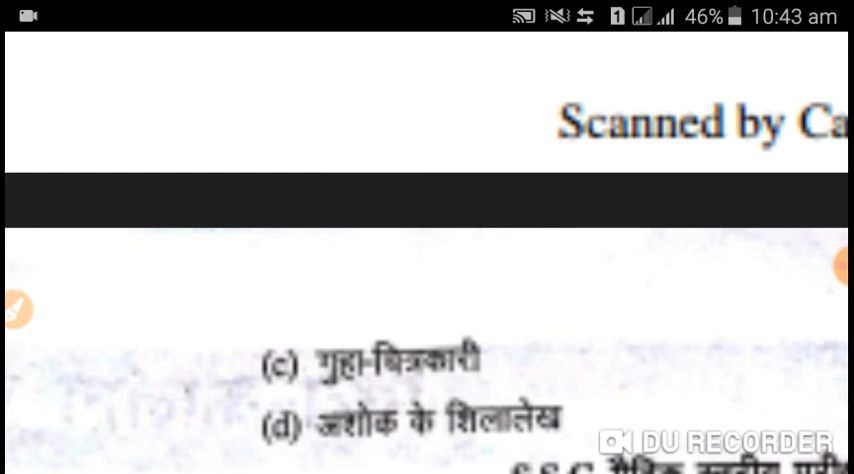 46% 10:43 am
Scanned by Ca
(c) गुहा-चित्रकारी
(d) अशोक के शिलालेख
DU RECORDER